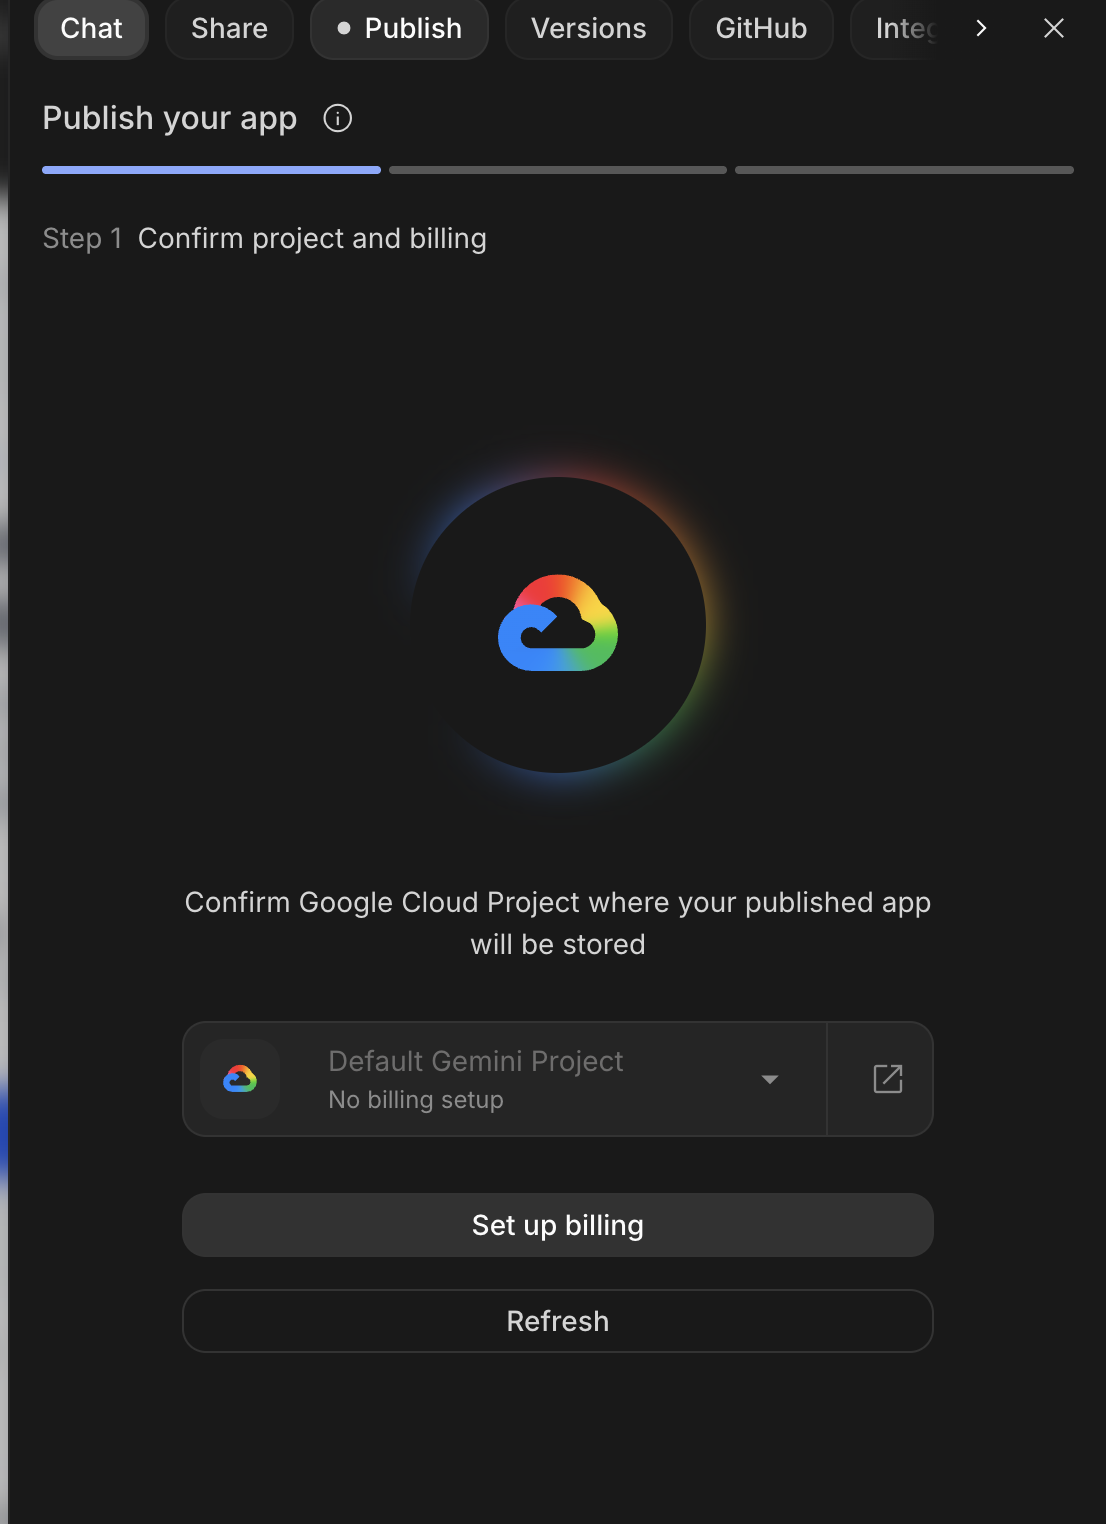 Chat
Share
Publish
Versions
GitHub
Integ
Publish your app
Step 1 Confirm project and billing
Confirm Google Cloud Project where your published app
will be stored
Default Gemini Project
No billing setup
Set up billing
Refresh